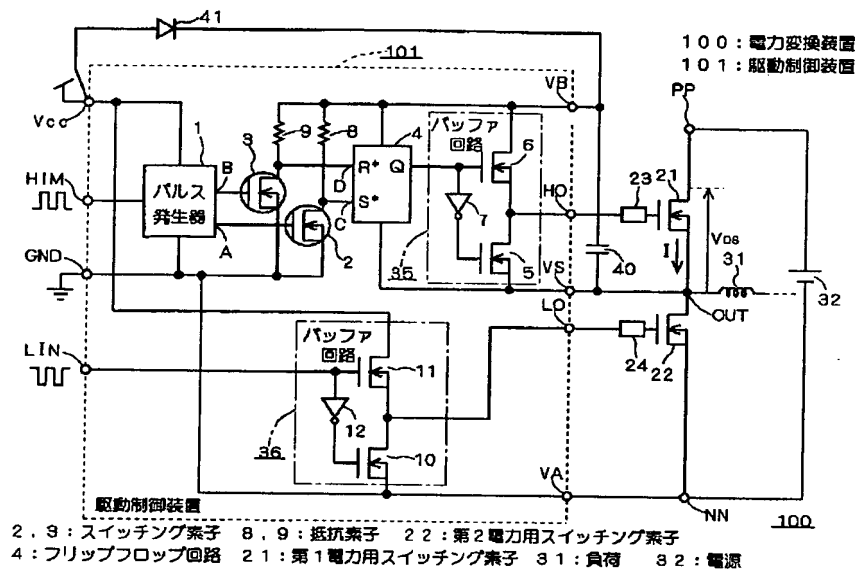 41
100:電力変換装置
101:駆動制御装置
101
VB
PP
Vcc
1
3
9
8
4
バッファ
回路
6
HIM
パルス
発生器
B
A
D
R*
Q
S*
C
7
HO
23
21
VDS
I
31
2
35
5
VS
40
GND
LO
OUT
32
バッファ
回路
24
22
LIN
11
12
36
10
VA
NN
駆動制御装置
100
2,3:スイッチング素子 8,9:抵抗素子 22:第2電力用スイッチング素子
4:フリップフロップ回路 21:第1電力用スイッチング素子 31:負荷 32:電源